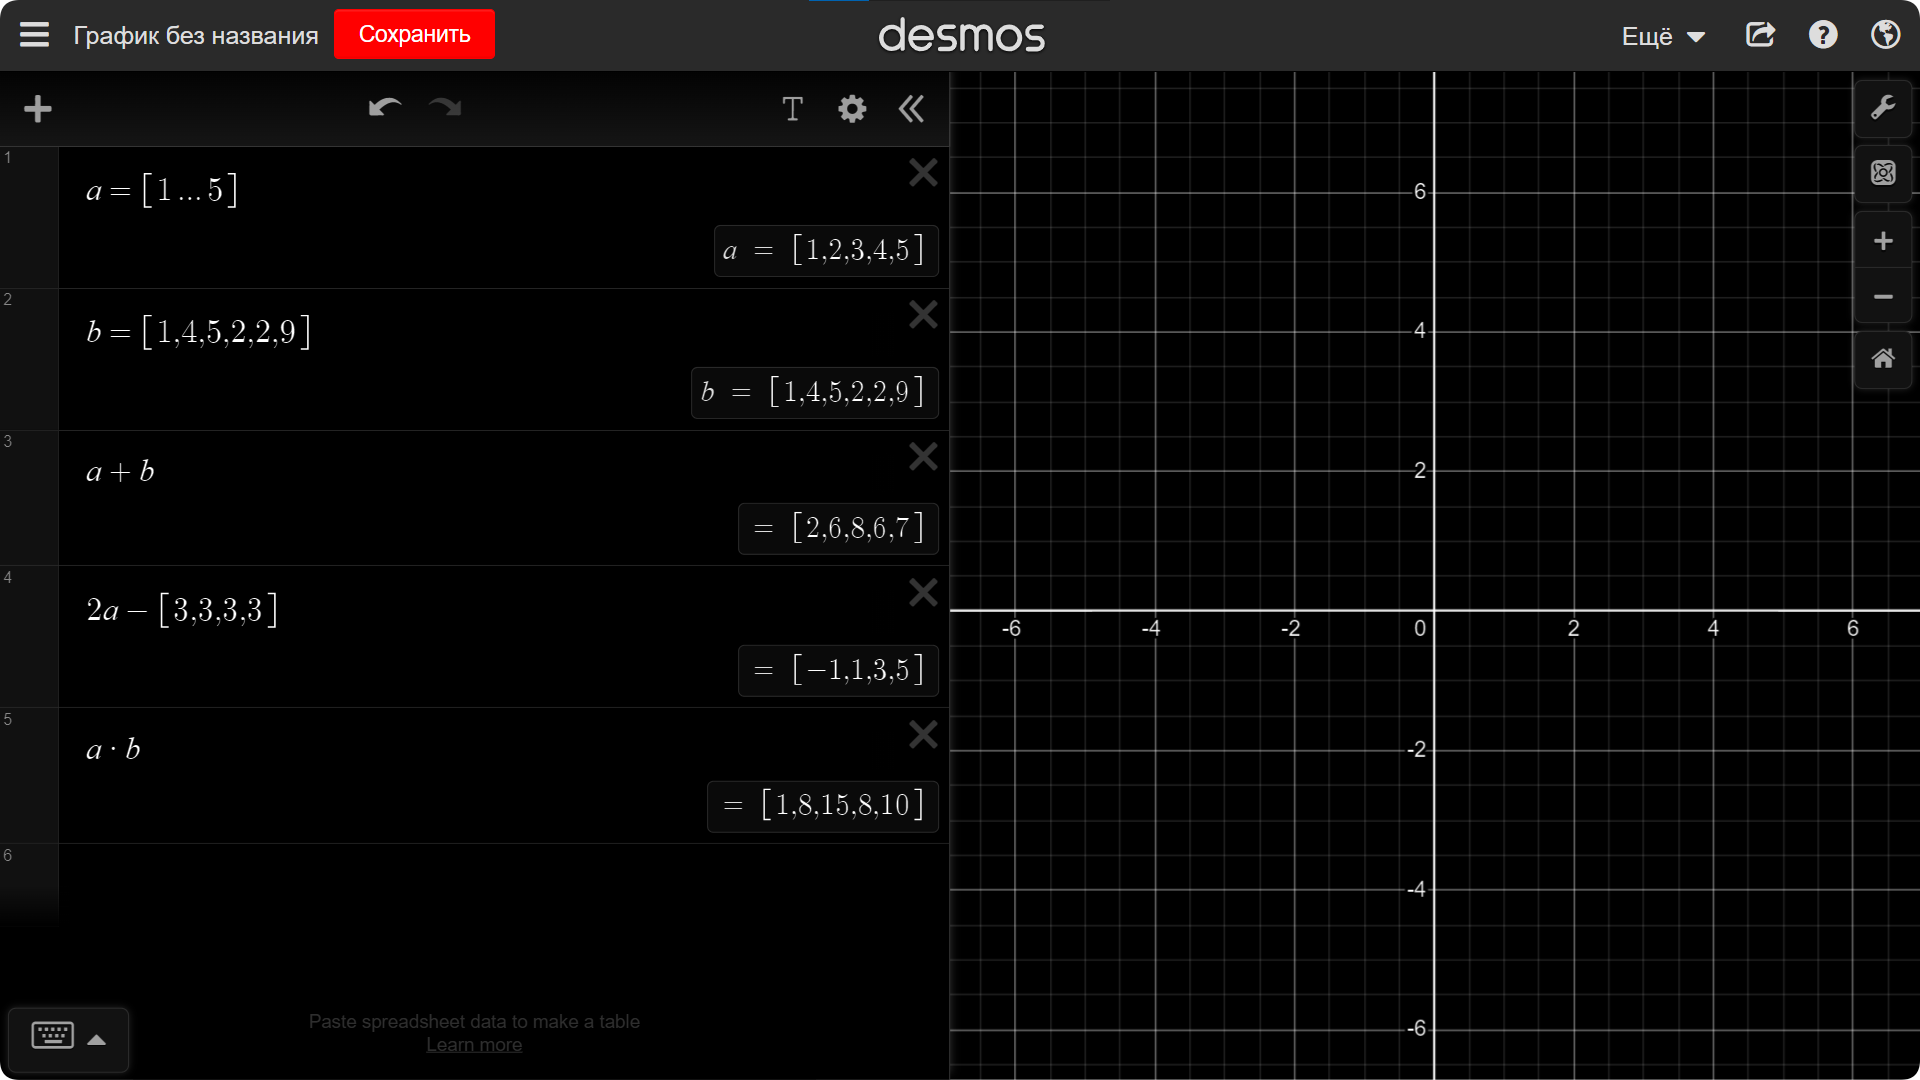 График без названия
Сохранить
desmos
Ещё
1
a = [1...5]
a = [1,2,3,4,5]
2
b = [1,4,5,2,2,9]
b = [1,4,5,2,2,9]
3
a + b
= [2,6,8,6,7]
4
2a − [3,3,3,3]
= [−1,1,3,5]
5
a · b
= [1,8,15,8,10]
6
Paste spreadsheet data to make a table
Learn more
6
4
2
-6 -4 -2 0 2 4 6
-2
-4
-6